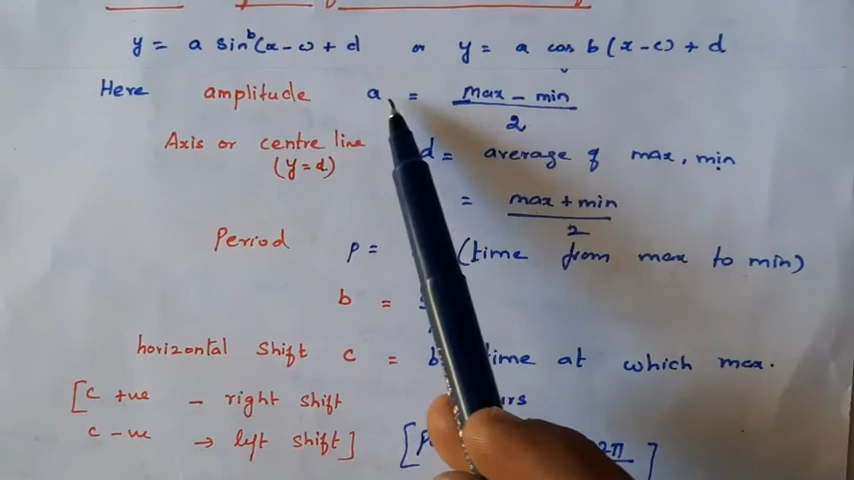 y = a sin b(x-c) + d or y = a cos b(x-c) + d
Here amplitude a = max - min / 2
Axis or centre line d = average of max, min
(y = d)
= max + min / 2
Period p = (time from max to min)
b =
horizontal shift c = time at which max.
[c +ve - right shift
c -ve → left shift] [ 2π ]